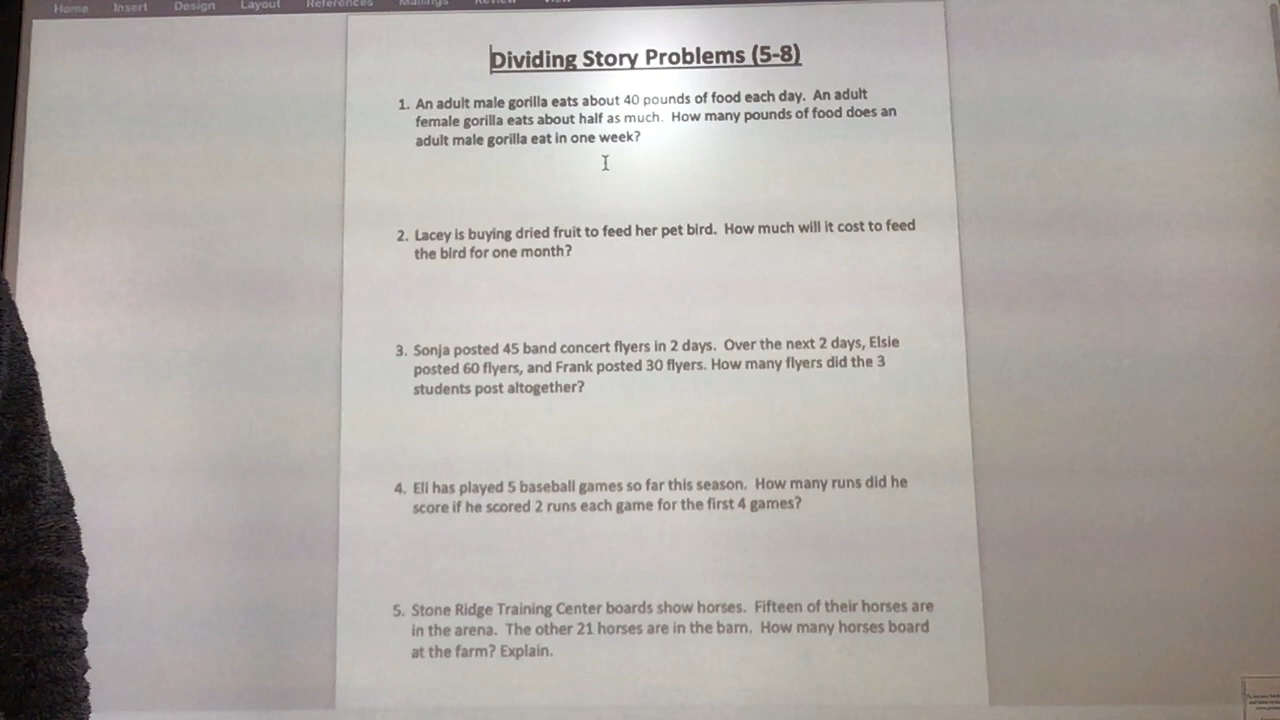 Home Insert Design Layout References Mailings
Dividing Story Problems (5-8)
1. An adult male gorilla eats about 40 pounds of food each day. An adult
female gorilla eats about half as much. How many pounds of food does an
adult male gorilla eat in one week?
2. Lacey is buying dried fruit to feed her pet bird. How much will it cost to feed
the bird for one month?
3. Sonja posted 45 band concert flyers in 2 days. Over the next 2 days, Elsie
posted 60 flyers, and Frank posted 30 flyers. How many flyers did the 3
students post altogether?
4. Eli has played 5 baseball games so far this season. How many runs did he
score if he scored 2 runs each game for the first 4 games?
5. Stone Ridge Training Center boards show horses. Fifteen of their horses are
in the arena. The other 21 horses are in the barn. How many horses board
at the farm? Explain.